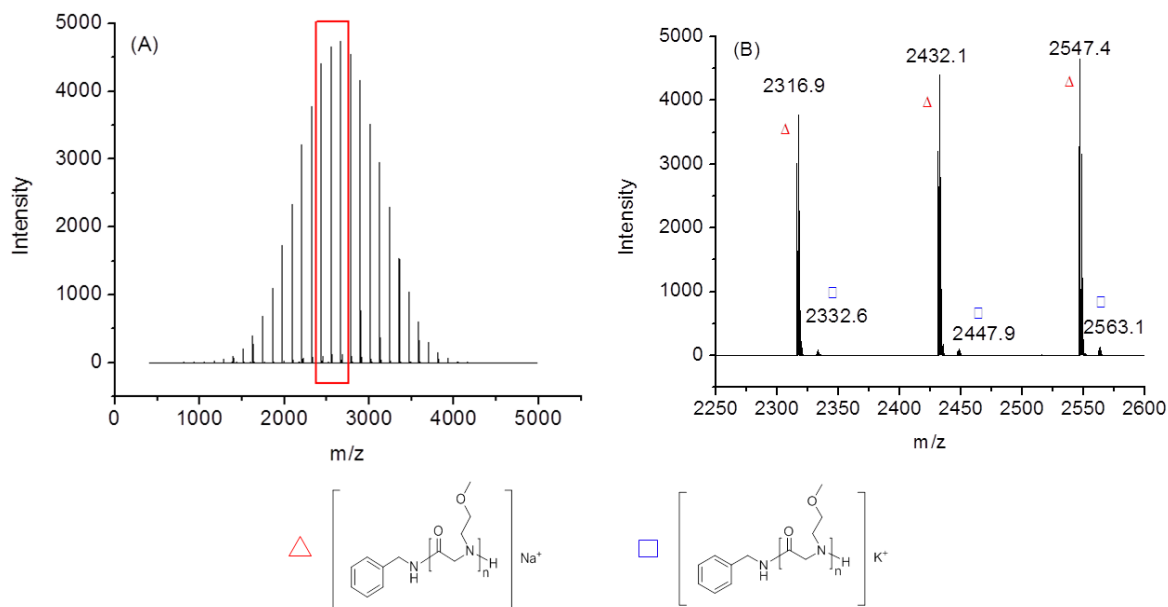 (A)
Intensity
5000
4000
3000
2000
1000
0
0 1000 2000 3000 4000 5000
m/z
(B)
Intensity
5000
4000
3000
2000
1000
0
2316.9
2432.1
2547.4
Δ
Δ
Δ
2332.6
2447.9
2563.1
2250 2300 2350 2400 2450 2500 2550 2600
m/z
O
O
NH
N
H
n
Na+
O
O
NH
N
H
n
K+